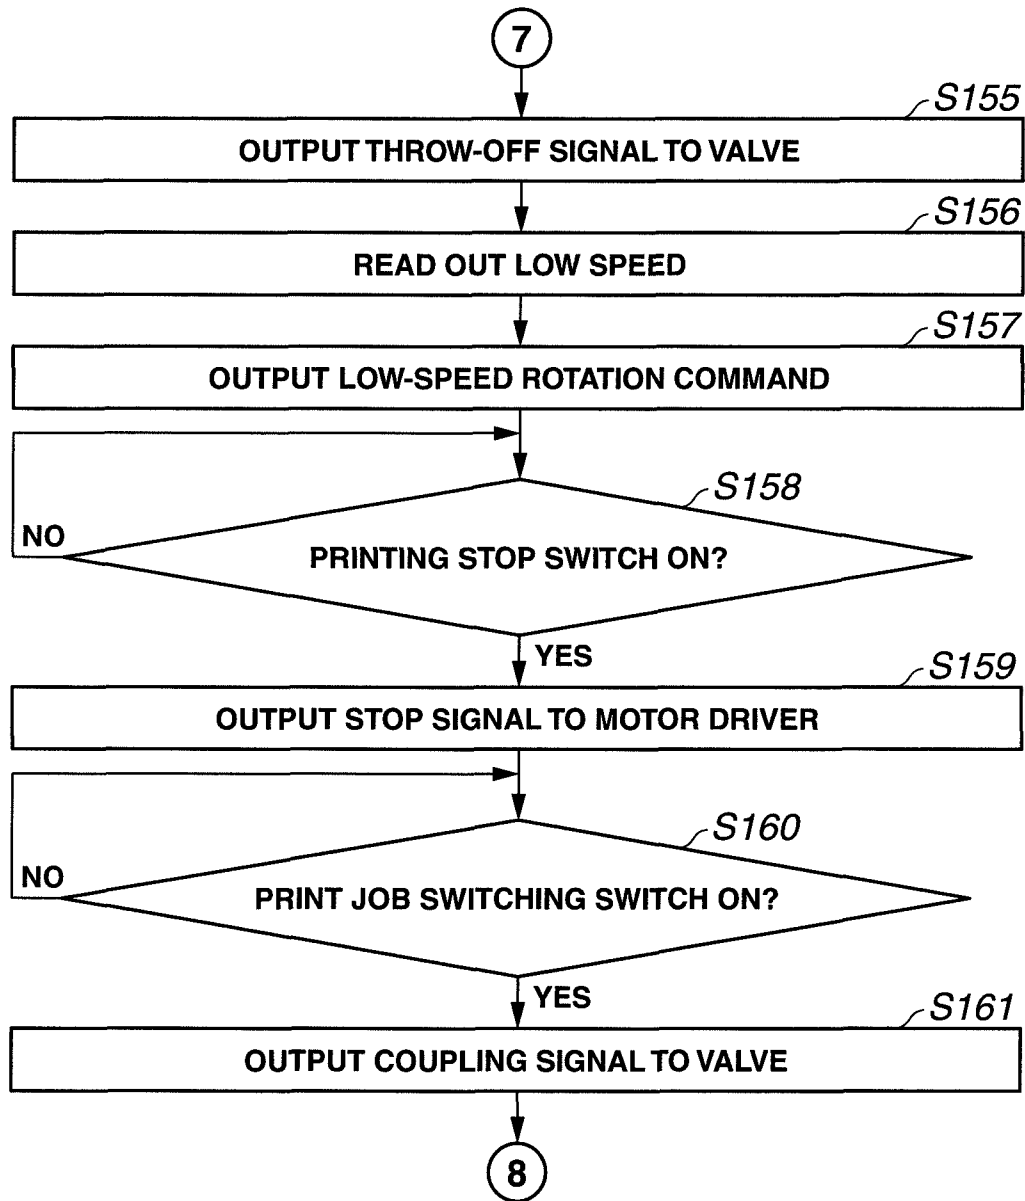 7
S155
OUTPUT THROW-OFF SIGNAL TO VALVE
S156
READ OUT LOW SPEED
S157
OUTPUT LOW-SPEED ROTATION COMMAND
S158
NO
PRINTING STOP SWITCH ON?
YES
S159
OUTPUT STOP SIGNAL TO MOTOR DRIVER
S160
NO
PRINT JOB SWITCHING SWITCH ON?
YES
S161
OUTPUT COUPLING SIGNAL TO VALVE
8